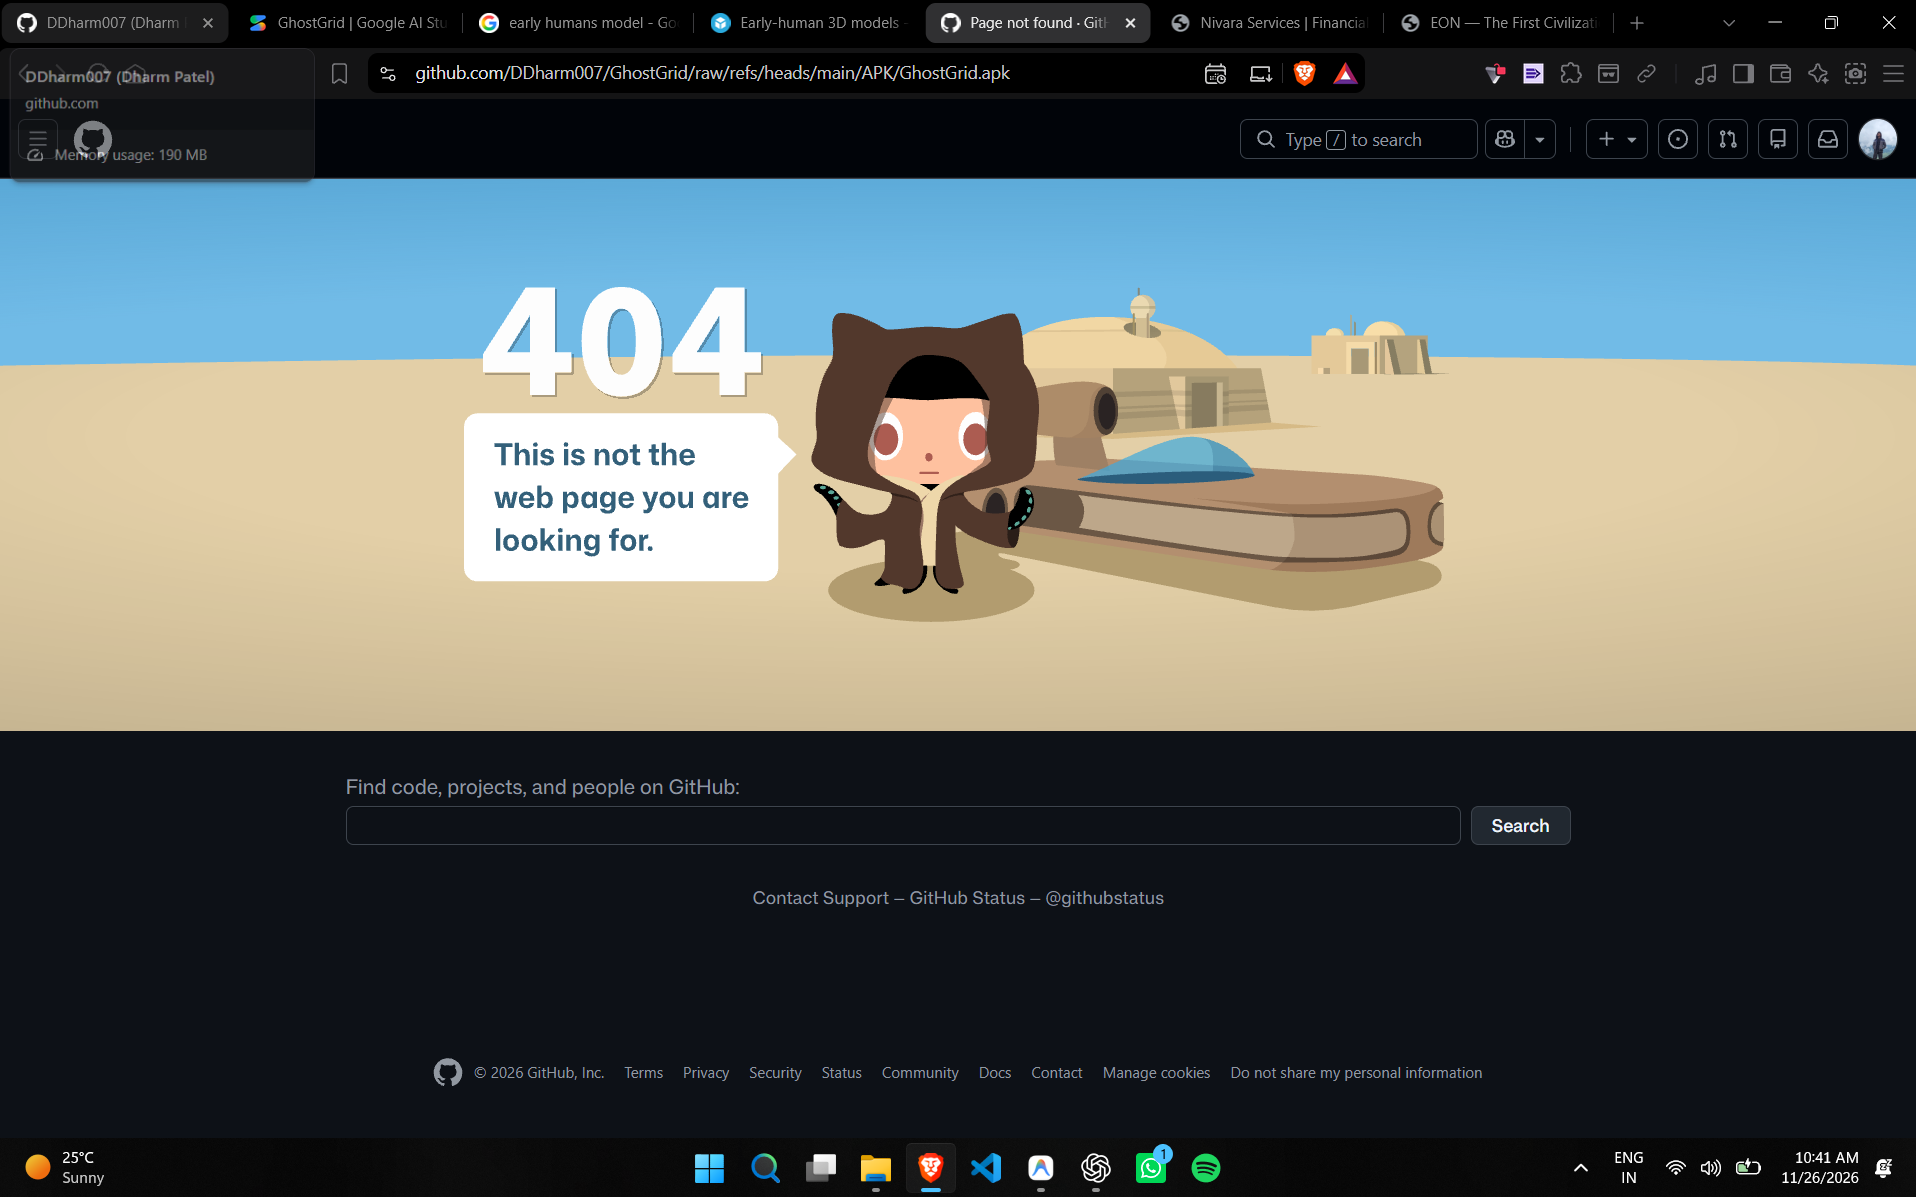 DDharm007 (Dharm
GhostGrid | Google AI Stu
early humans model - Go
Early-human 3D models -
Page not found · Git
Nivara Services | Financial
EON — The First Civilizati
github.com/DDharm007/GhostGrid/raw/refs/heads/main/APK/GhostGrid.apk
DDharm007 (Dharm Patel)
github.com
Memory usage: 190 MB
Type / to search
404
This is not the
web page you are
looking for.
Find code, projects, and people on GitHub:
Search
Contact Support — GitHub Status — @githubstatus
© 2026 GitHub, Inc. Terms Privacy Security Status Community Docs Contact Manage cookies Do not share my personal information
25°C
Sunny
1
ENG
IN
10:41 AM
11/26/2026